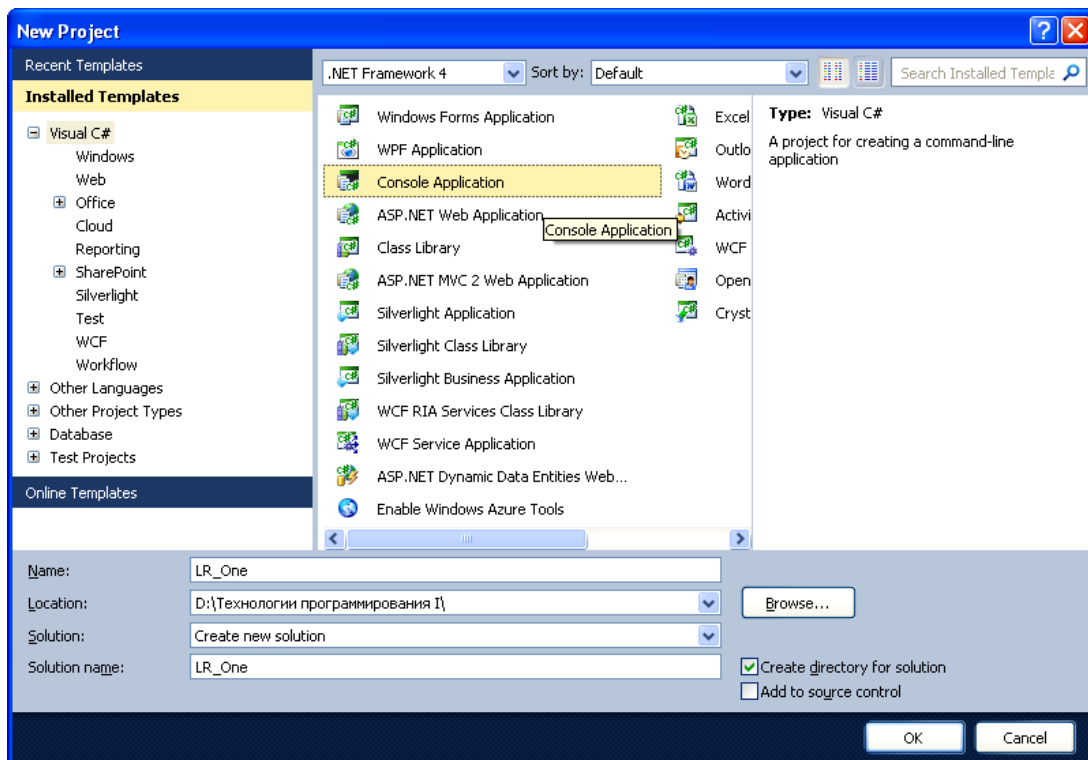 New Project
Recent Templates
Installed Templates
Visual C#
Windows
Web
Office
Cloud
Reporting
SharePoint
Silverlight
Test
WCF
Workflow
Other Languages
Other Project Types
Database
Test Projects
Online Templates
.NET Framework 4 Sort by: Default Search Installed Templa
Windows Forms Application
WPF Application
Console Application
ASP.NET Web Application
Console Application
Class Library
ASP.NET MVC 2 Web Application
Silverlight Application
Silverlight Class Library
Silverlight Business Application
WCF RIA Services Class Library
WCF Service Application
ASP.NET Dynamic Data Entities Web...
Enable Windows Azure Tools
Excel
Outlo
Word
Activi
WCF
Open
Cryst
Type: Visual C#
A project for creating a command-line
application
Name: LR_One
Location: D:\Технологии программирования I\ Browse...
Solution: Create new solution
Solution name: LR_One
Create directory for solution
Add to source control
OK Cancel